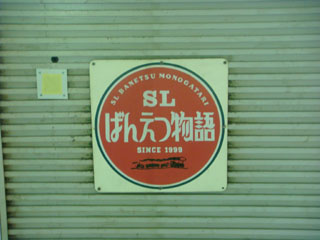 SL BANETSU MONOGATARI
SL
ばんえつ物語
SINCE 1999